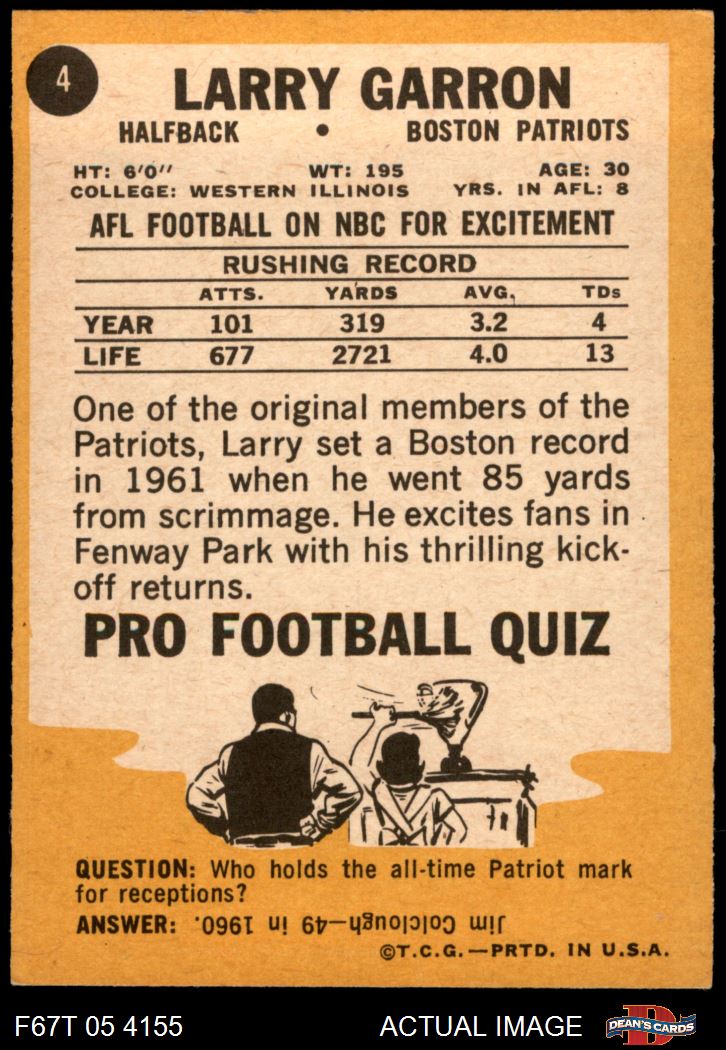 4
LARRY GARRON
HALFBACK • BOSTON PATRIOTS
HT: 6'0" WT: 195 AGE: 30
COLLEGE: WESTERN ILLINOIS YRS. IN AFL: 8
AFL FOOTBALL ON NBC FOR EXCITEMENT
RUSHING RECORD
ATTS. YARDS AVG. TDs
YEAR 101 319 3.2 4
LIFE 677 2721 4.0 13
One of the original members of the
Patriots, Larry set a Boston record
in 1961 when he went 85 yards
from scrimmage. He excites fans in
Fenway Park with his thrilling kick-
off returns.
PRO FOOTBALL QUIZ
QUESTION: Who holds the all-time Patriot mark
for receptions?
ANSWER: Jim Colclough—49 in 1960.
©T.C.G.—PRTD. IN U.S.A.
F67T 05 4155 ACTUAL IMAGE D DEAN'S CARDS